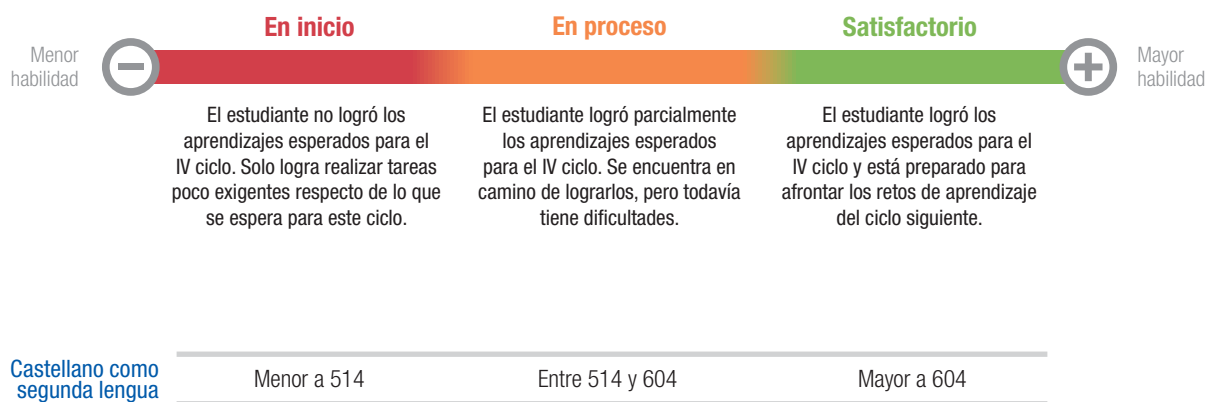 En inicio
En proceso
Satisfactorio
Menor
habilidad
Mayor
habilidad
El estudiante no logró los
aprendizajes esperados para el
IV ciclo. Solo logra realizar tareas
poco exigentes respecto de lo que
se espera para este ciclo.
El estudiante logró parcialmente
los aprendizajes esperados
para el IV ciclo. Se encuentra en
camino de lograrlos, pero todavía
tiene dificultades.
El estudiante logró los
aprendizajes esperados para el
IV ciclo y está preparado para
afrontar los retos de aprendizaje
del ciclo siguiente.
Castellano como
segunda lengua
Menor a 514
Entre 514 y 604
Mayor a 604